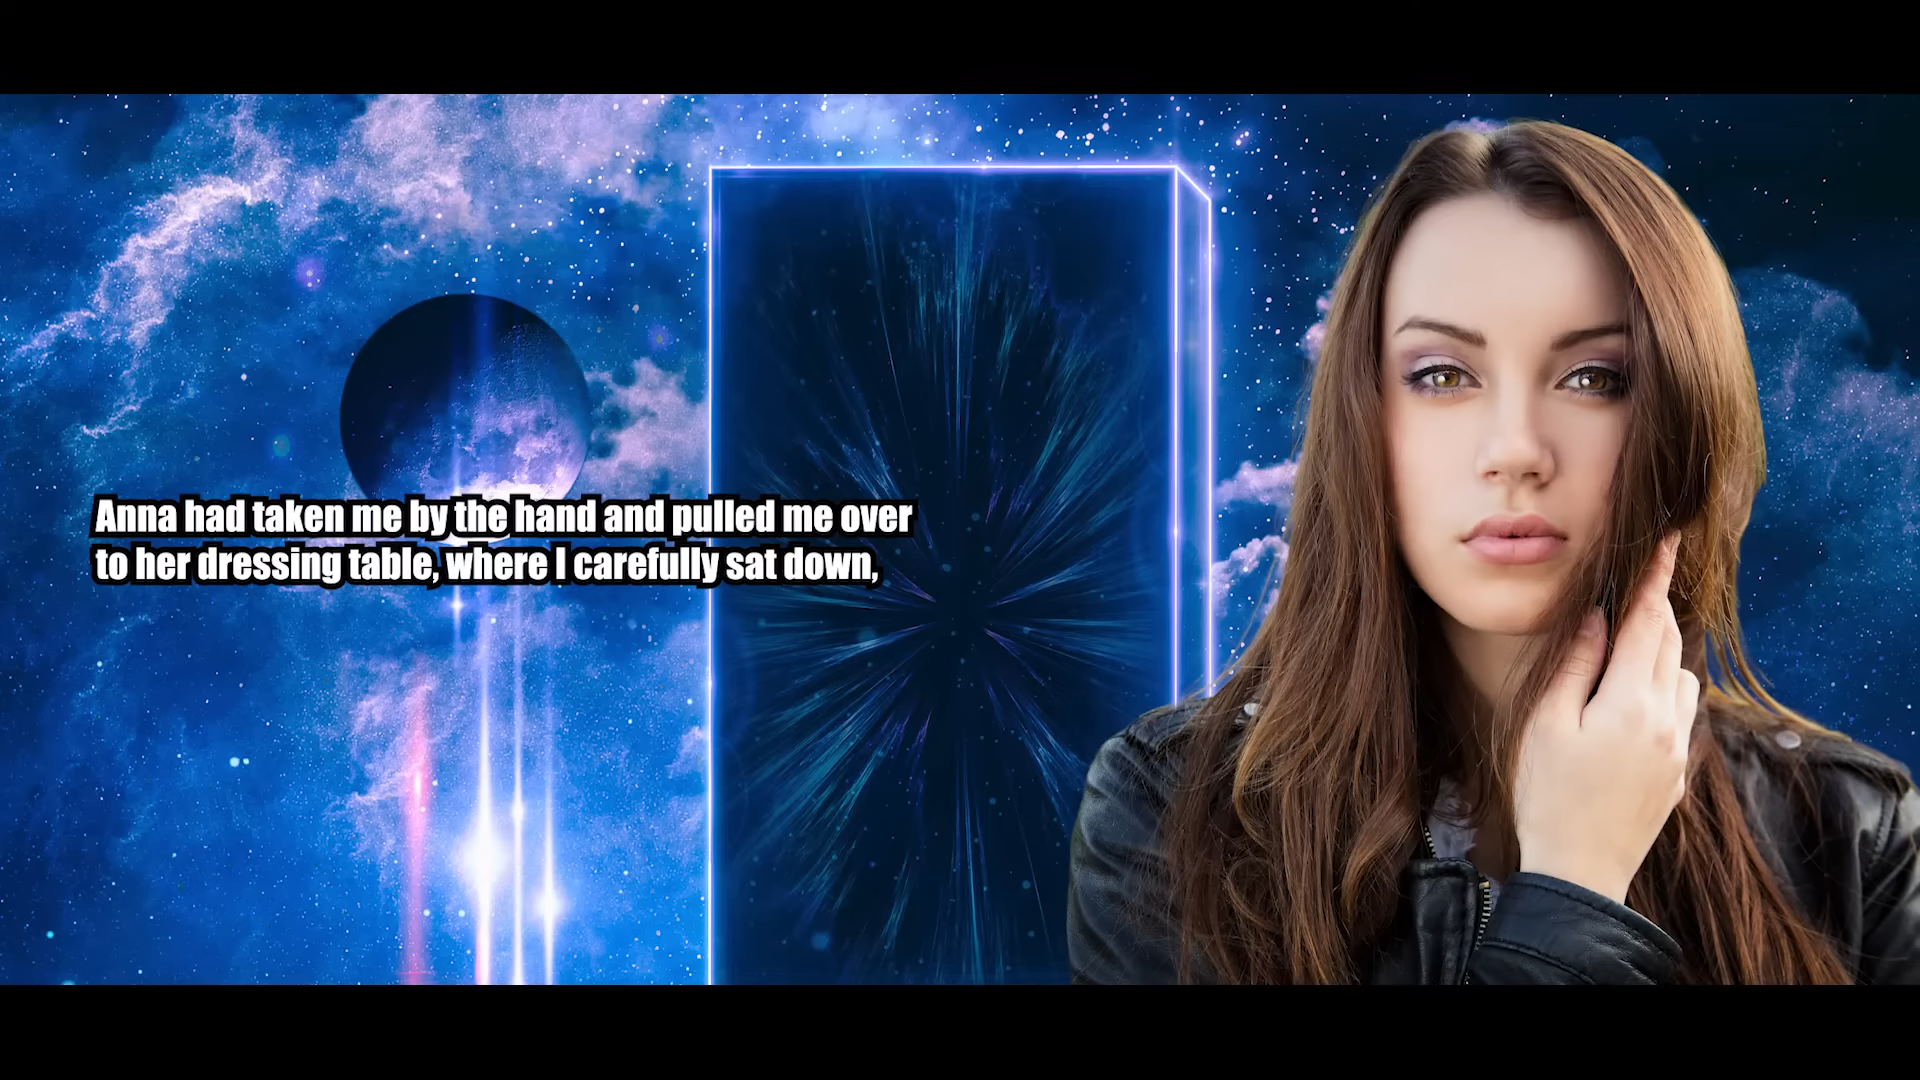 Anna had taken me by the hand and pulled me over
to her dressing table, where I carefully sat down,